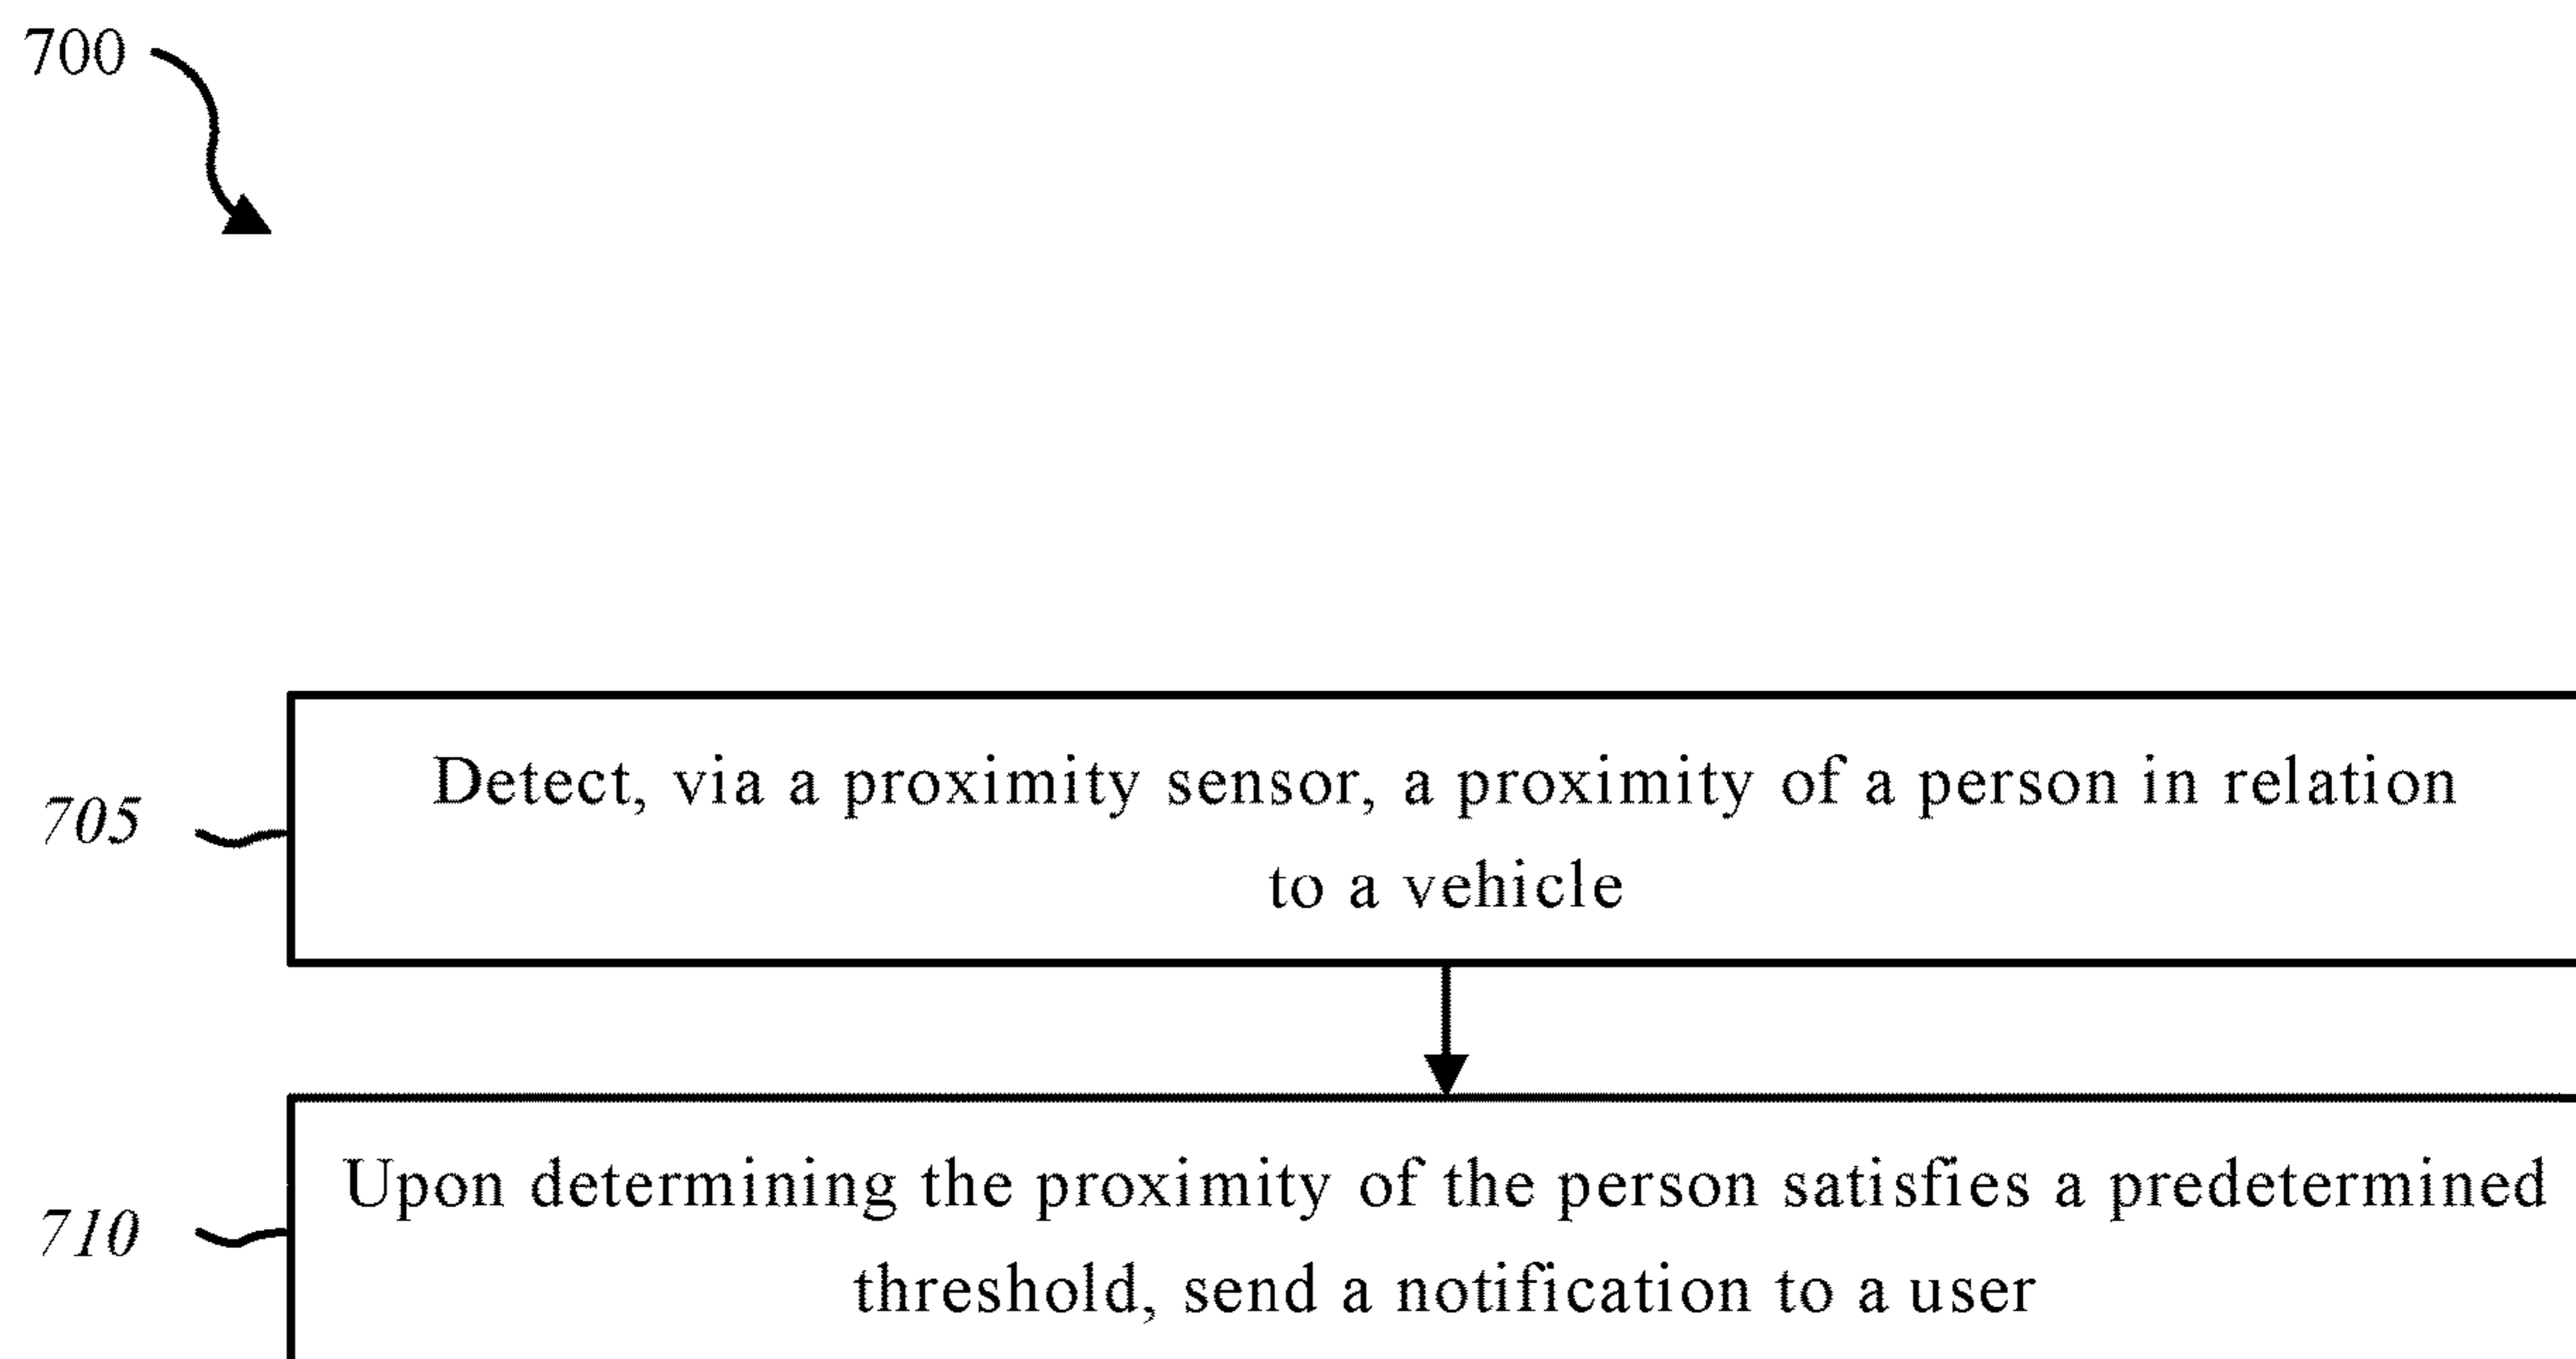 700
705
Detect, via a proximity sensor, a proximity of a person in relation
to a vehicle
710
Upon determining the proximity of the person satisfies a predetermined
threshold, send a notification to a user